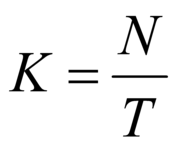 K = N/T